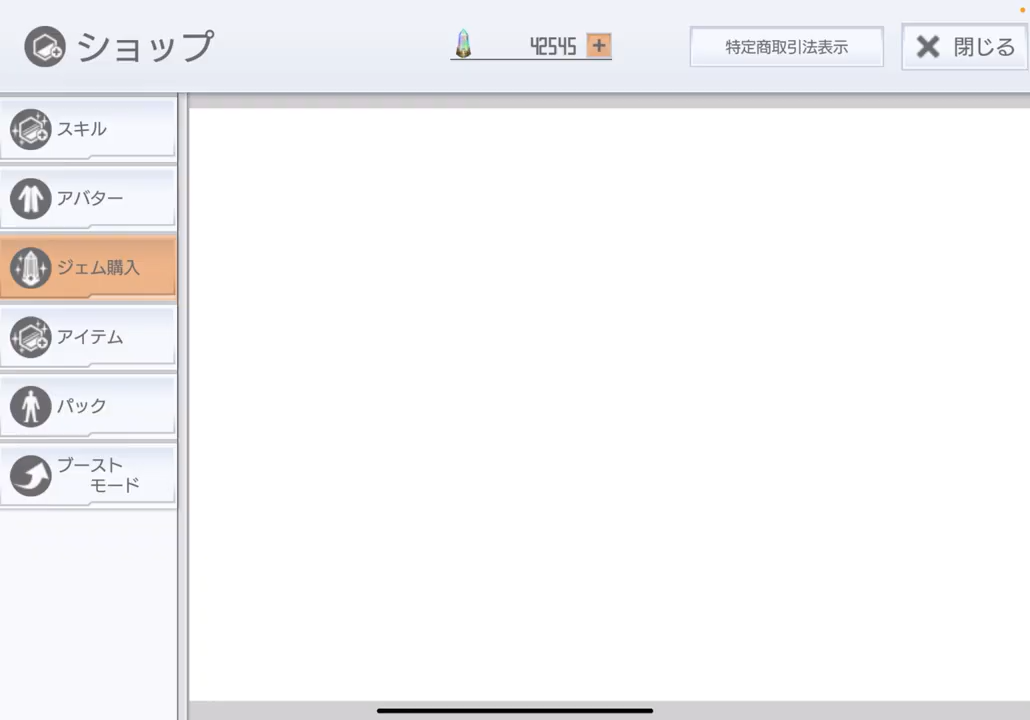 ショップ
42545
特定商取引法表示
閉じる
スキル
アバター
ジェム購入
アイテム
パック
ブースト
モード